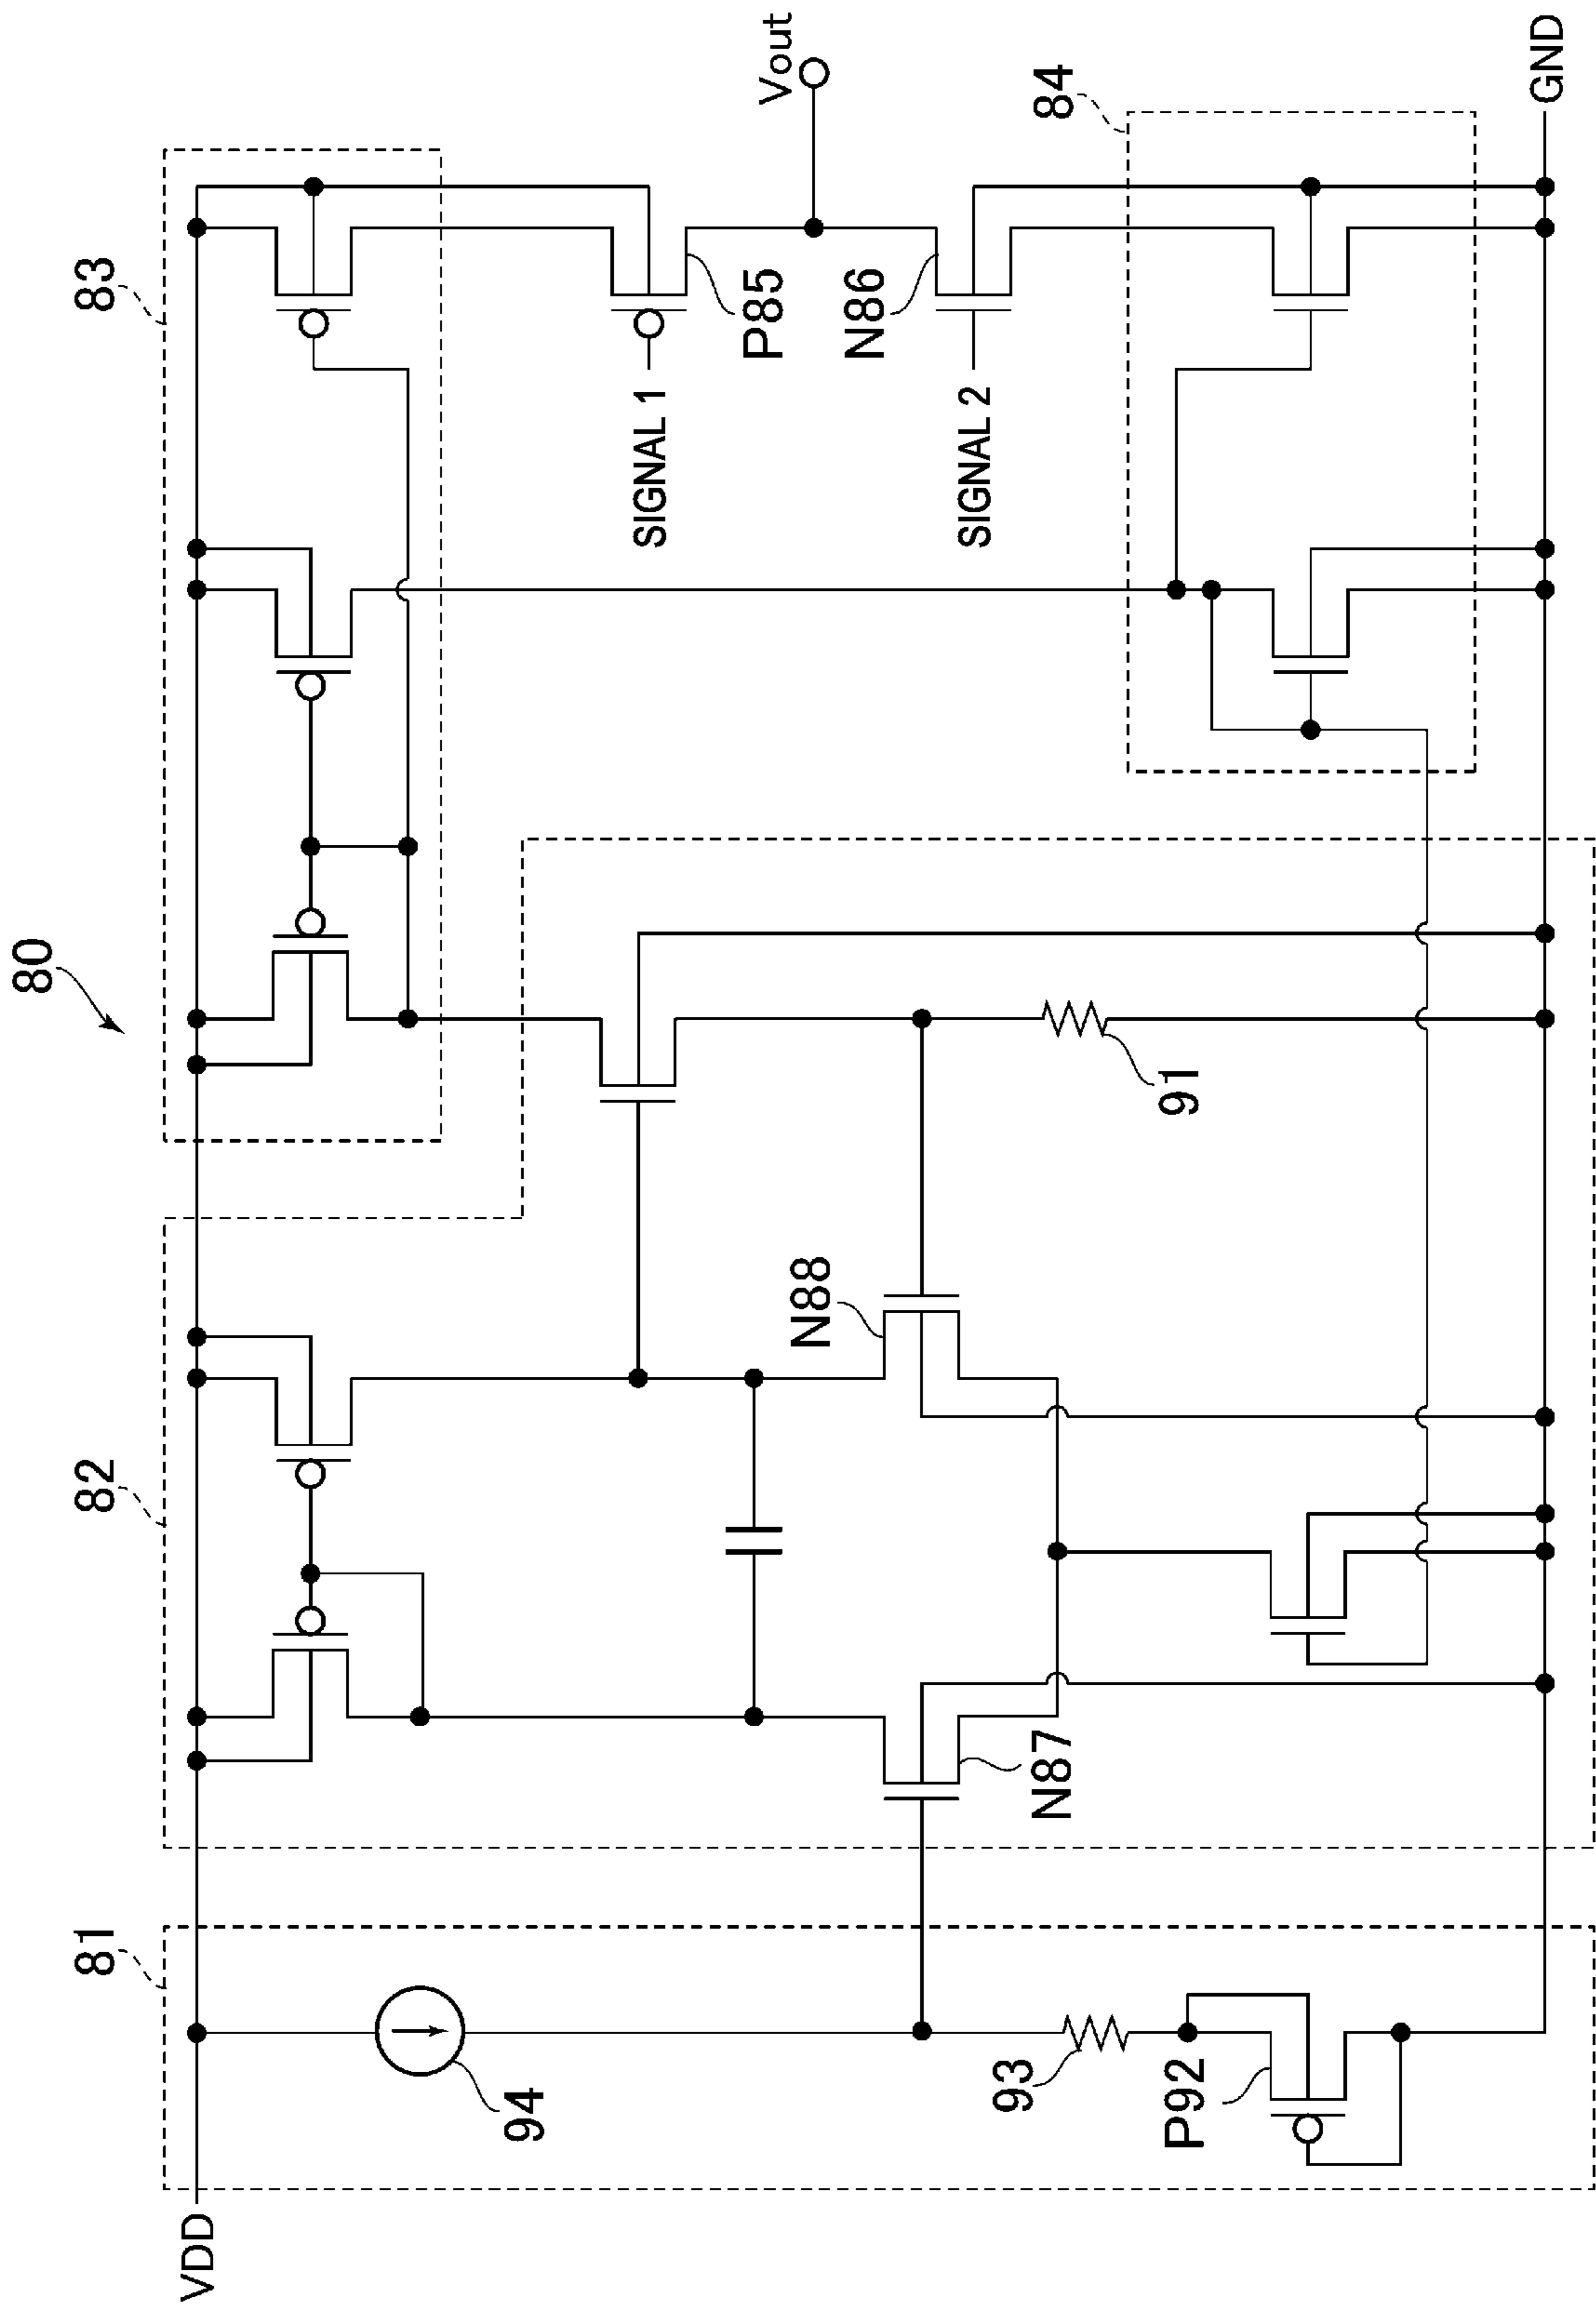 80
81
82
83
84
VDD
94
93
P92
N87
N88
91
SIGNAL 1
P85
N86
SIGNAL 2
Vout
GND